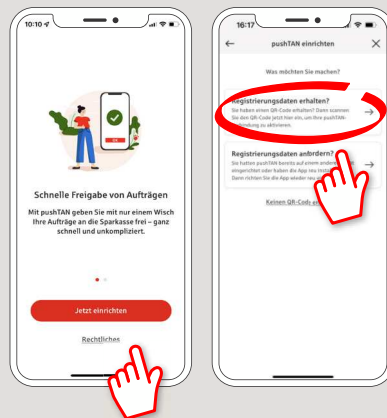 10:10
Schnelle Freigabe von Aufträgen
Mit pushTAN geben Sie mit nur einem Wisch
Ihre Aufträge an die Sparkasse frei – ganz
schnell und unkompliziert.
Jetzt einrichten
Rechtliches
16:17
pushTAN einrichten
Was möchten Sie machen?
Registrierungsdaten erhalten?
Sie haben einen QR-Code erhalten? Dann scannen
Sie den QR-Code jetzt hier ein, um Ihre pushTAN-
Verbindung zu aktivieren.
Registrierungsdaten anfordern?
Sie hatten pushTAN bereits auf einem anderen
eingerichtet oder haben die App neu
Dann richten Sie die App wieder neu
Keinen QR-Code